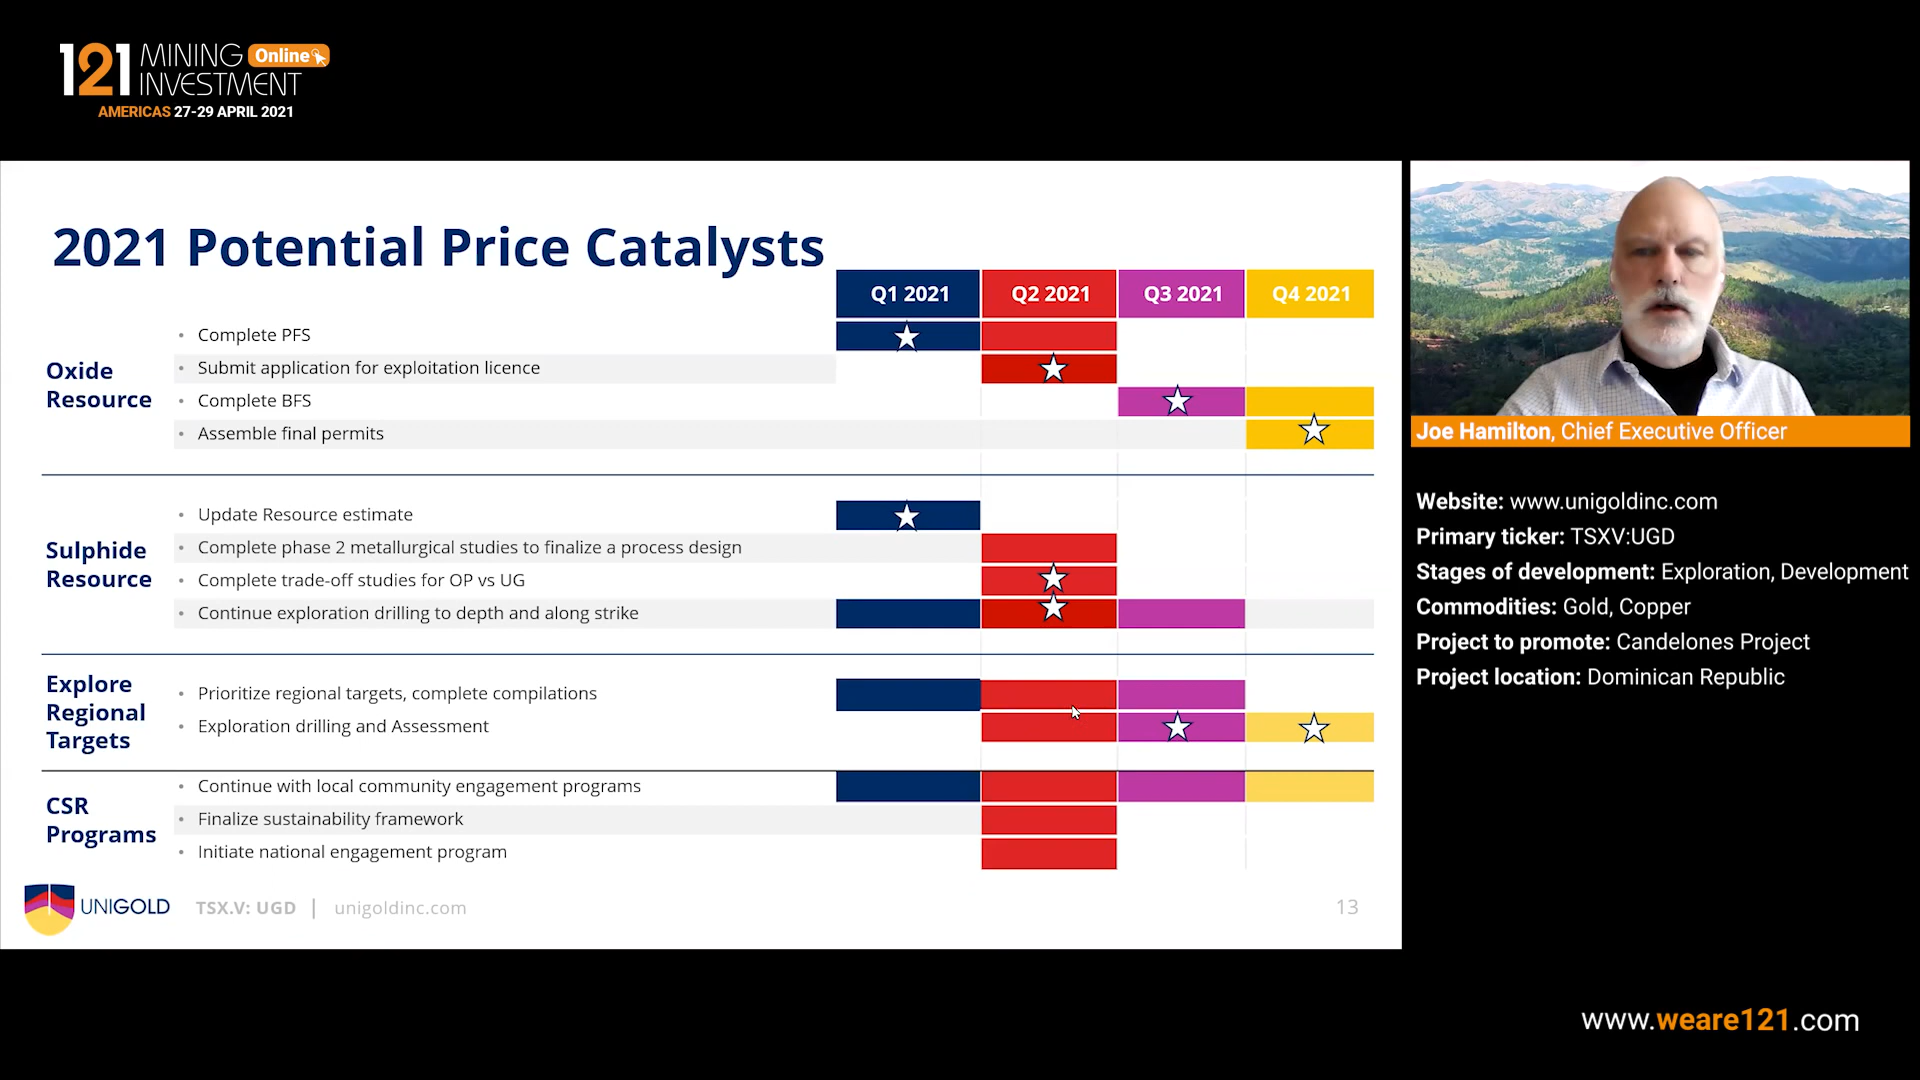 121 MINING Online
INVESTMENT
AMERICAS 27-29 APRIL 2021
2021 Potential Price Catalysts
Q1 2021 Q2 2021 Q3 2021 Q4 2021
Oxide
Resource
• Complete PFS
• Submit application for exploitation licence
• Complete BFS
• Assemble final permits
Sulphide
Resource
• Update Resource estimate
• Complete phase 2 metallurgical studies to finalize a process design
• Complete trade-off studies for OP vs UG
• Continue exploration drilling to depth and along strike
Explore
Regional
Targets
• Prioritize regional targets, complete compilations
• Exploration drilling and Assessment
CSR
Programs
• Continue with local community engagement programs
• Finalize sustainability framework
• Initiate national engagement program
UNIGOLD TSX.V: UGD | unigoldinc.com 13
Joe Hamilton, Chief Executive Officer
Website: www.unigoldinc.com
Primary ticker: TSXV:UGD
Stages of development: Exploration, Development
Commodities: Gold, Copper
Project to promote: Candelones Project
Project location: Dominican Republic
www.weare121.com